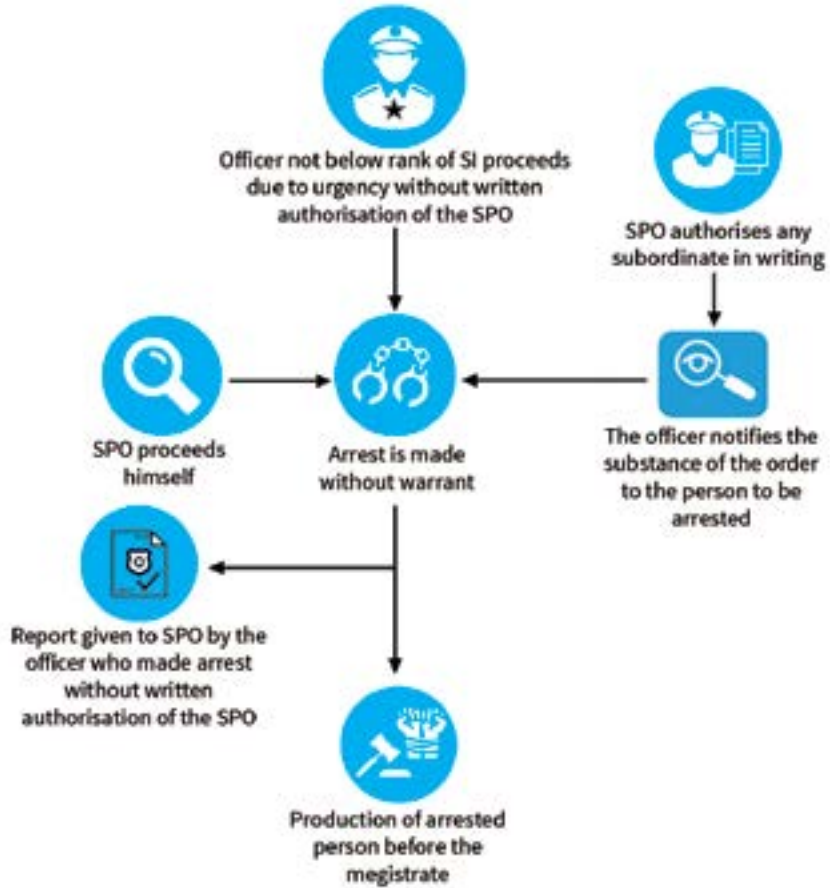 Officer not below rank of SI proceeds
due to urgency without written
authorisation of the SPO
SPO authorises any
subordinate in writing
SPO proceeds
himself
Arrest is made
without warrant
The officer notifies the
substance of the order
to the person to be
arrested
Report given to SPO by the
officer who made arrest
without written
authorisation of the SPO
Production of arrested
person before the
megistrate